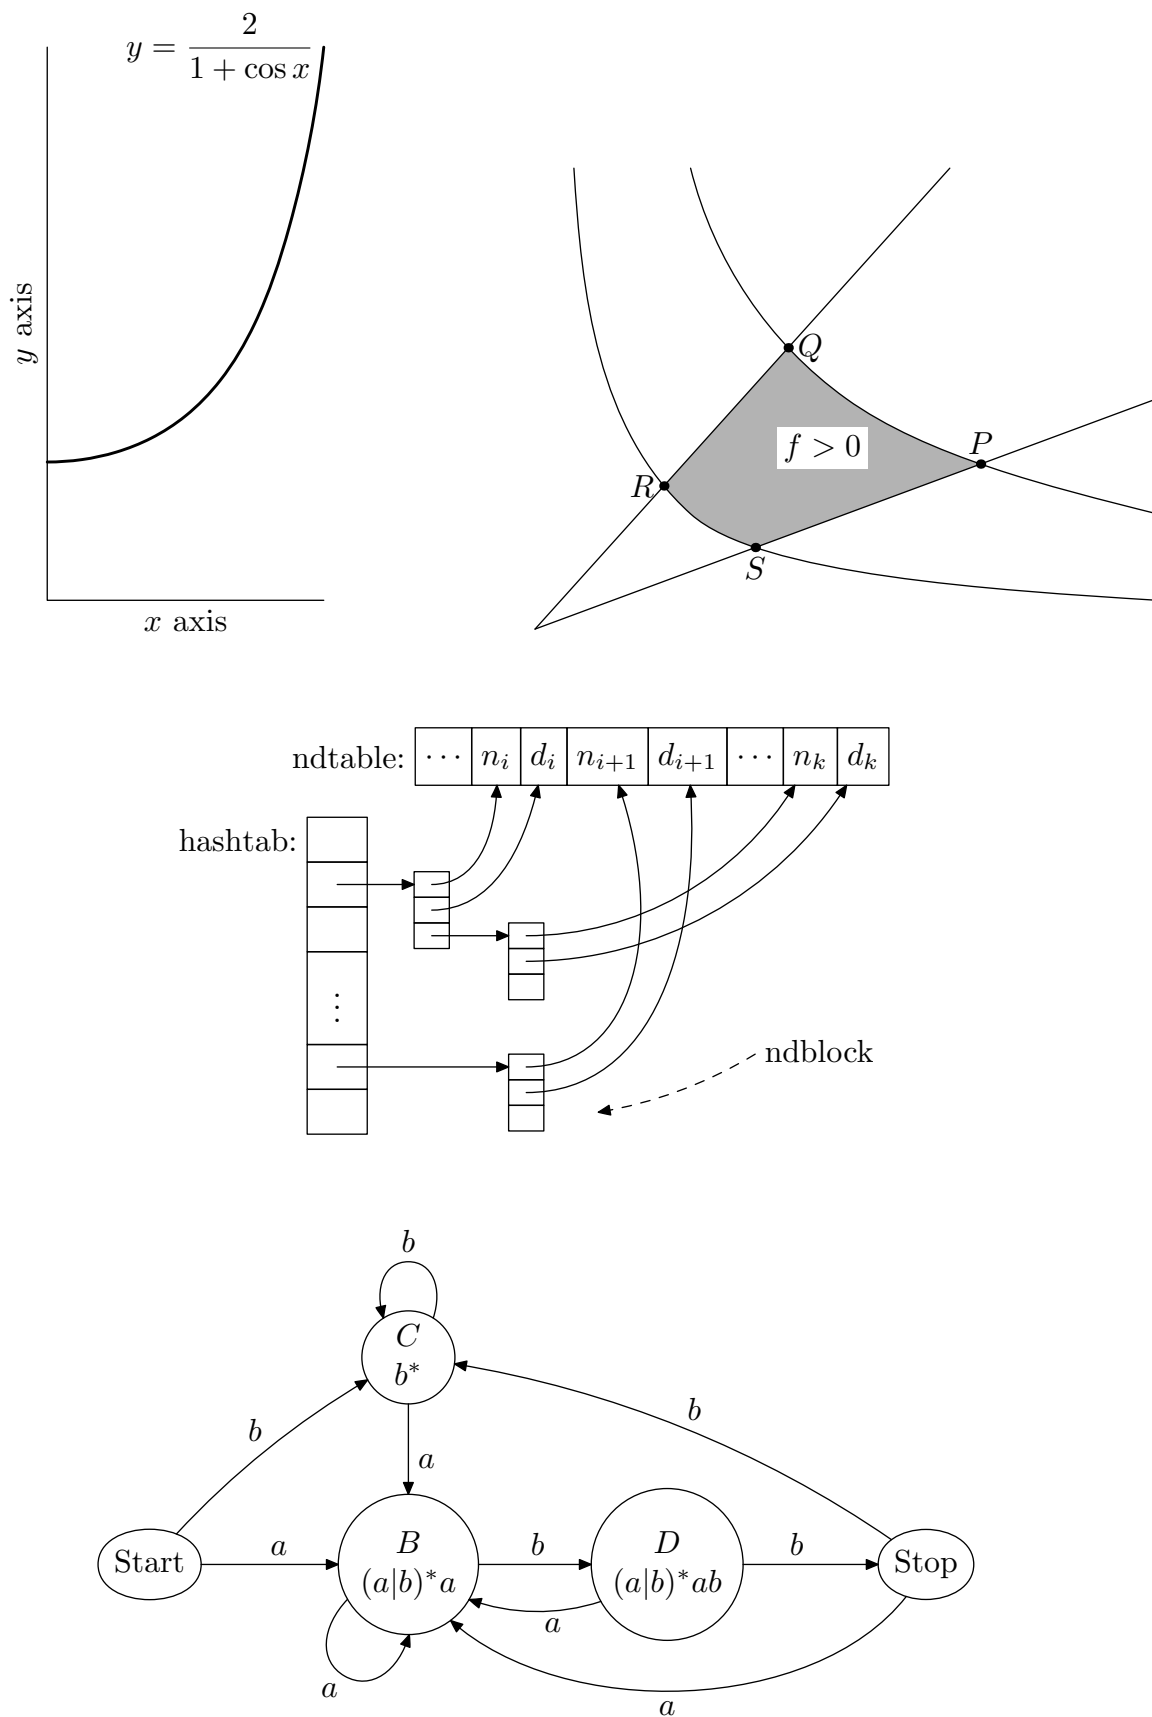 y = 2 / (1 + cos x)
y axis
x axis
Q
f > 0
P
R
S
ndtable: ⋯ n_i d_i n_{i+1} d_{i+1} ⋯ n_k d_k
hashtab:
⋮
ndblock
b
C
b*
b
b
a
Start
a
B
(a|b)*a
b
D
(a|b)*ab
b
Stop
a
a
a